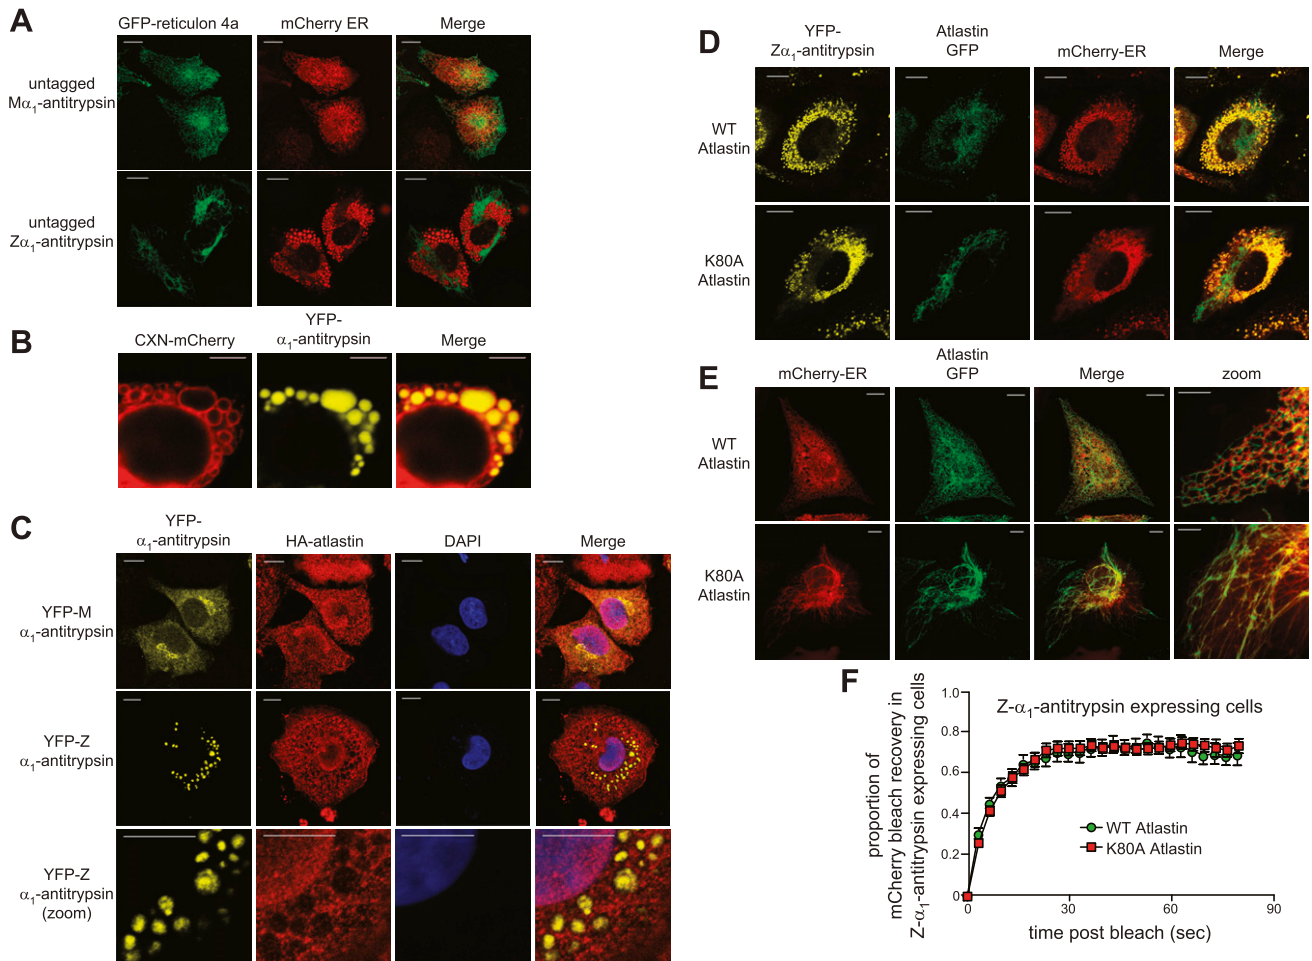 A
GFP-reticulon 4a
mCherry ER
Merge
untagged
Mα1-antitrypsin
untagged
Zα1-antitrypsin
B
CXN-mCherry
YFP-
α1-antitrypsin
Merge
C
YFP-
α1-antitrypsin
HA-atlastin
DAPI
Merge
YFP-M
α1-antitrypsin
YFP-Z
α1-antitrypsin
YFP-Z
α1-antitrypsin
(zoom)
D
YFP-
Zα1-antitrypsin
Atlastin
GFP
mCherry-ER
Merge
WT
Atlastin
K80A
Atlastin
E
mCherry-ER
Atlastin
GFP
Merge
zoom
WT
Atlastin
K80A
Atlastin
F
proportion of
mCherry bleach recovery in
Z-α1-antitrypsin expressing cells
Z-α1-antitrypsin expressing cells
1.0
0.8
0.6
0.4
0.2
0
WT Atlastin
K80A Atlastin
0 30 60 90
time post bleach (sec)